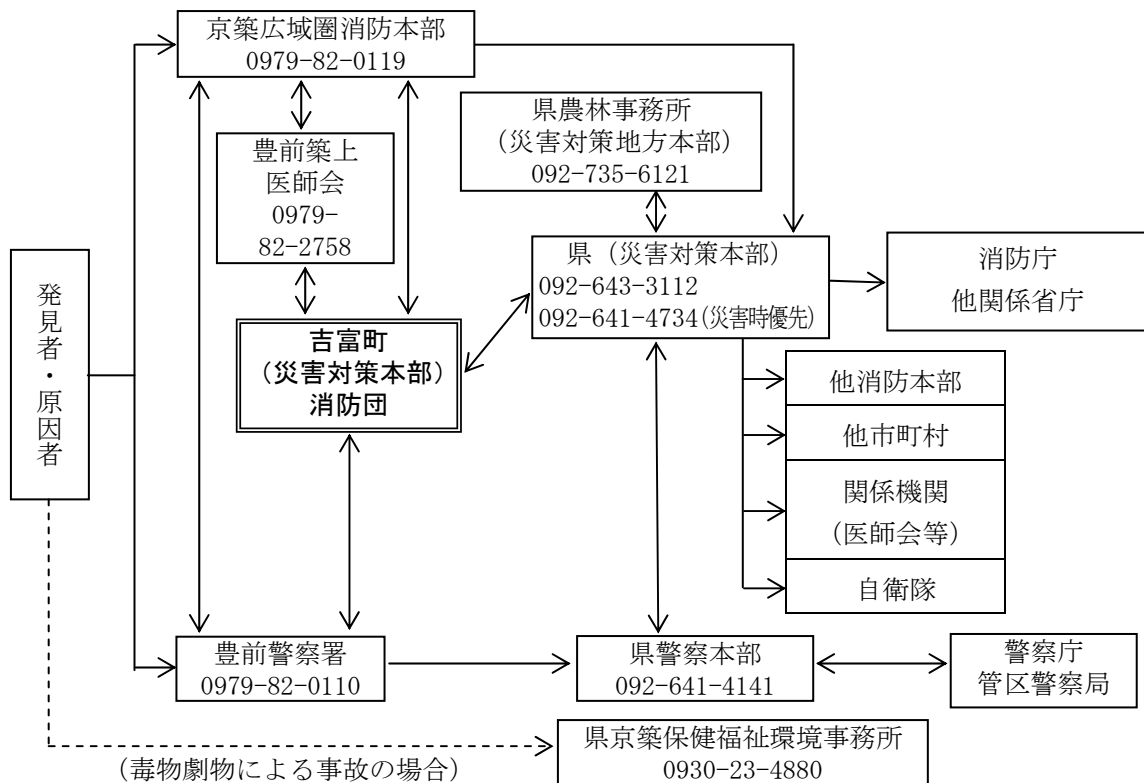 京築広域圏消防本部
0979-82-0119
県農林事務所
(災害対策地方本部)
092-735-6121
豊前築上
医師会
0979-
82-2758
県(災害対策本部)
092-643-3112
092-641-4734(災害時優先)
消防庁
他関係省庁
発見者・原因者
吉富町
(災害対策本部)
消防団
他消防本部
他市町村
関係機関
(医師会等)
自衛隊
豊前警察署
0979-82-0110
県警察本部
092-641-4141
警察庁
管区警察局
県京築保健福祉環境事務所
0930-23-4880
(毒物劇物による事故の場合)